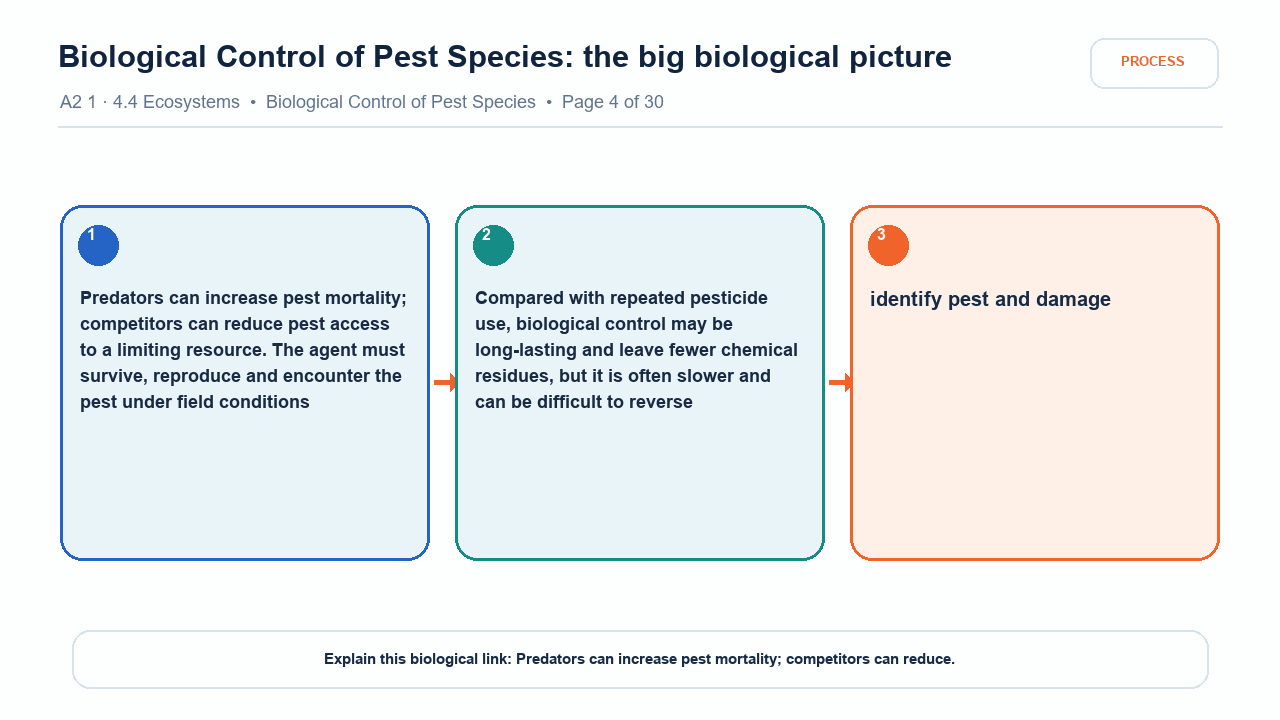 Biological Control of Pest Species: the big biological picture
PROCESS
A2 1 · 4.4 Ecosystems • Biological Control of Pest Species • Page 4 of 30
1
Predators can increase pest mortality;
competitors can reduce pest access
to a limiting resource. The agent must
survive, reproduce and encounter the
pest under field conditions
2
Compared with repeated pesticide
use, biological control may be
long-lasting and leave fewer chemical
residues, but it is often slower and
can be difficult to reverse
3
identify pest and damage
Explain this biological link: Predators can increase pest mortality; competitors can reduce.